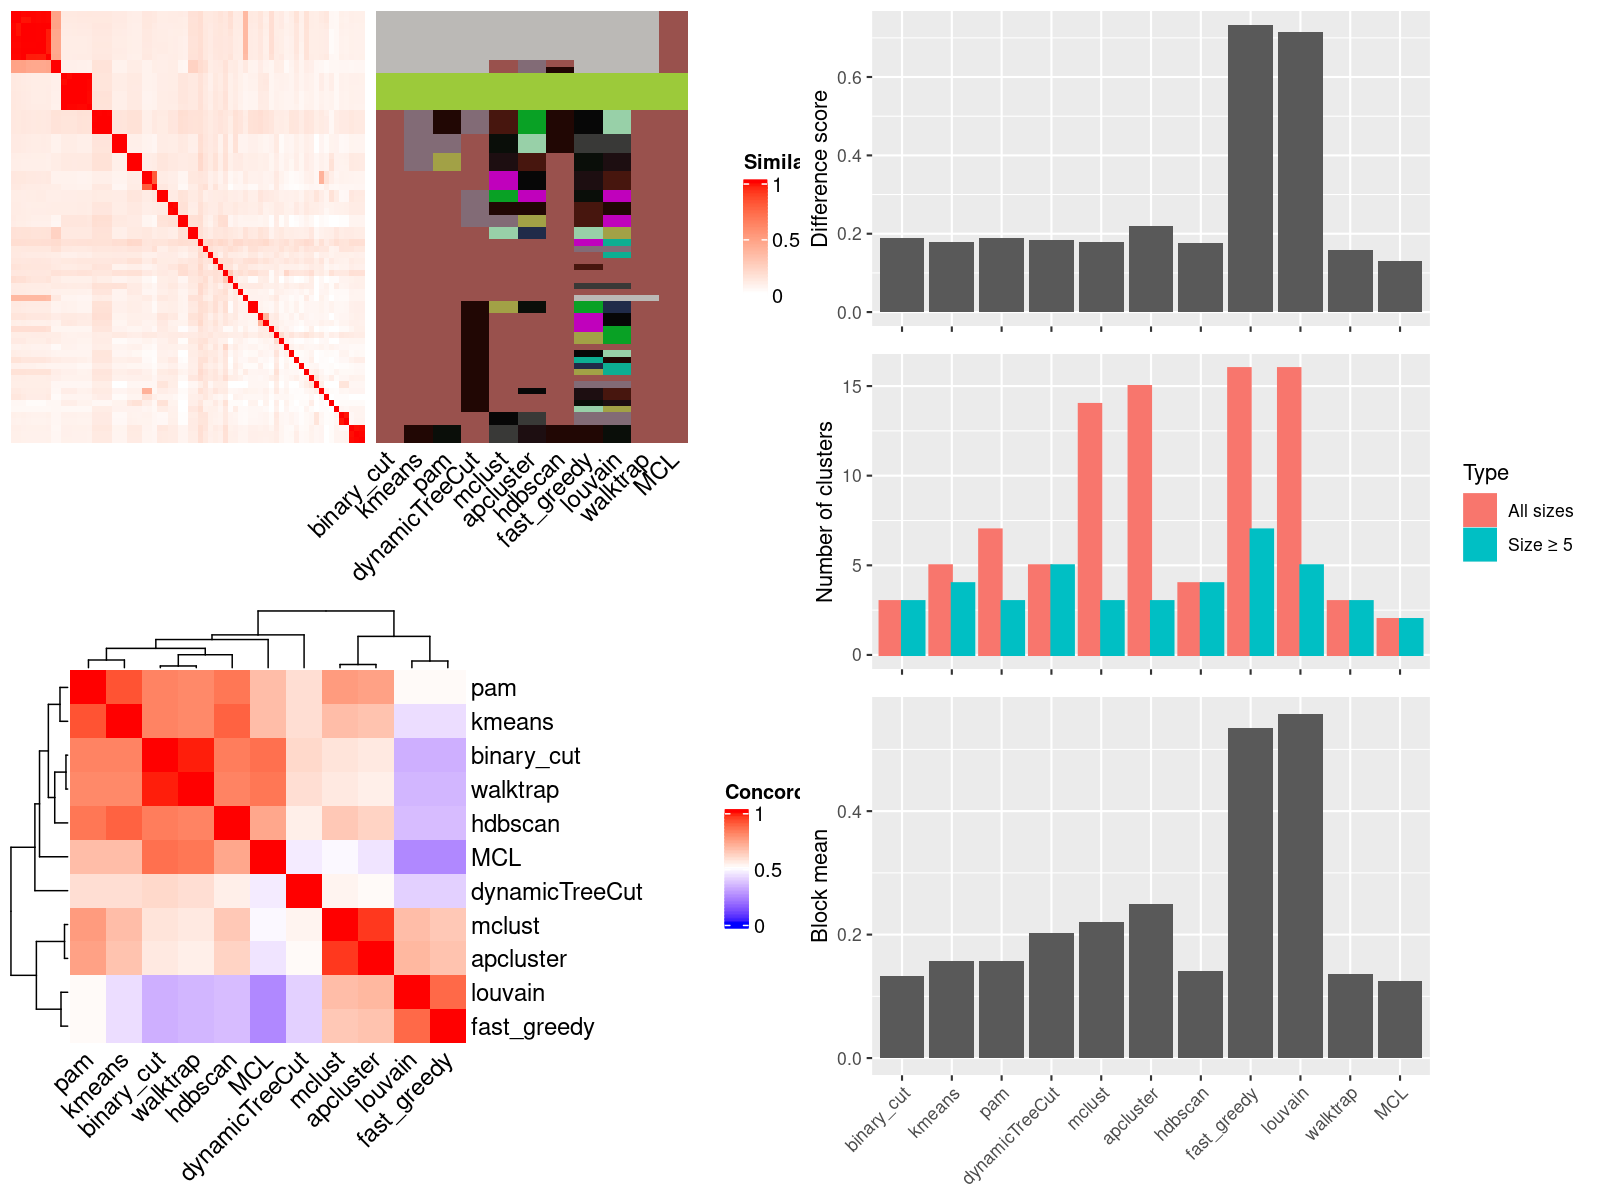 Simila
1
0.5
0
binary_cut
kmeans
pam
dynamicTreeCut
mclust
apcluster
hdbscan
fast_greedy
louvain
walktrap
MCL
pam
kmeans
binary_cut
walktrap
hdbscan
MCL
dynamicTreeCut
mclust
apcluster
louvain
fast_greedy
pam
kmeans
binary_cut
walktrap
hdbscan
MCL
dynamicTreeCut
mclust
apcluster
louvain
fast_greedy
Concord
1
0.5
0
Difference score
0.6
0.4
0.2
0.0
Number of clusters
15
10
5
0
Type
All sizes
Size ≥ 5
Block mean
0.4
0.2
0.0
binary_cut
kmeans
pam
dynamicTreeCut
mclust
apcluster
hdbscan
fast_greedy
louvain
walktrap
MCL